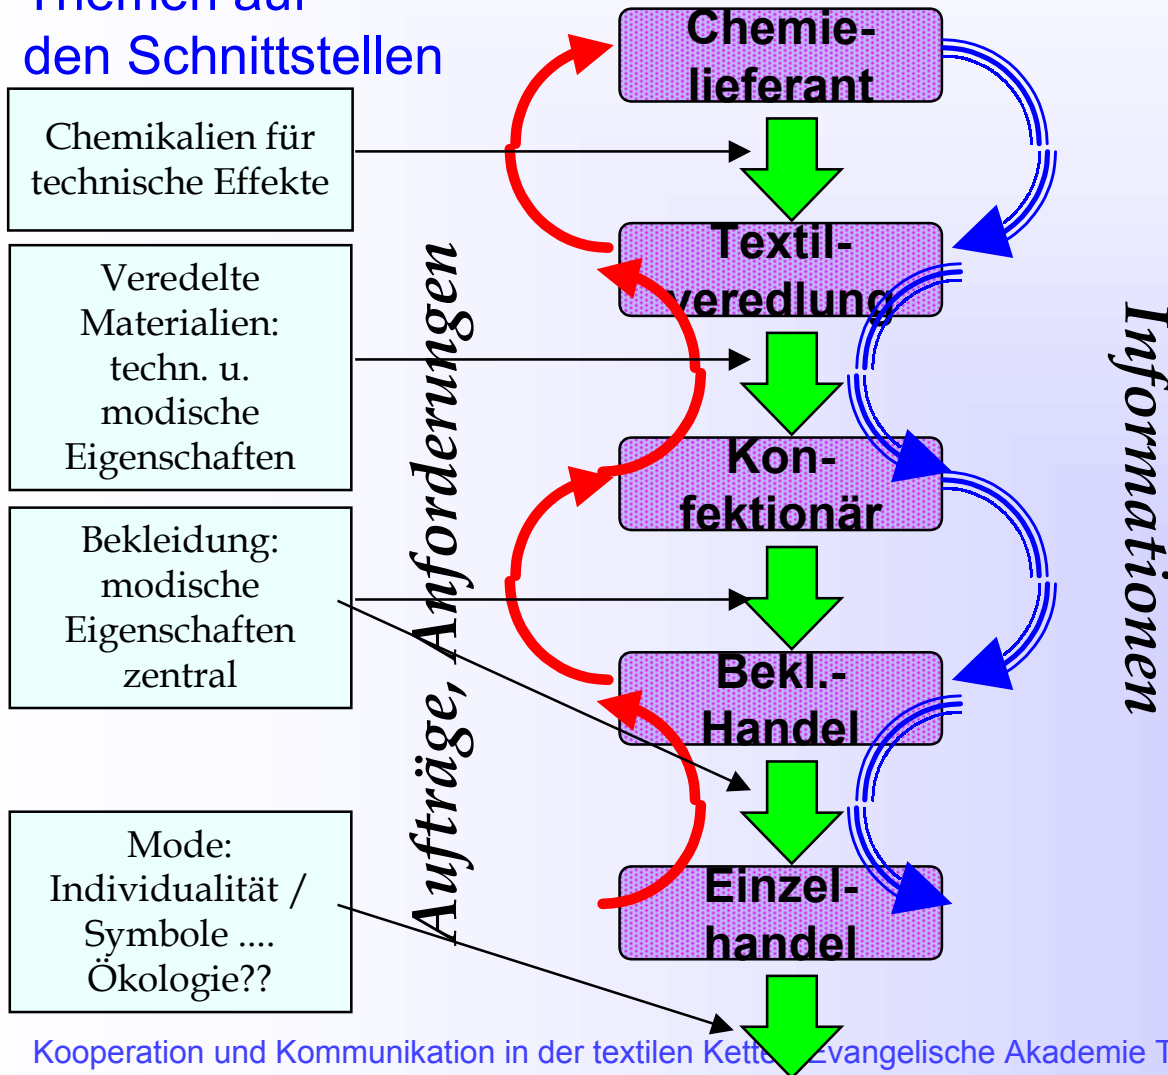 Themen auf
den Schnittstellen
Chemikalien für
technische Effekte
Veredelte
Materialien:
techn. u.
modische
Eigenschaften
Bekleidung:
modische
Eigenschaften
zentral
Mode:
Individualität /
Symbole ....
Ökologie??
Aufträge, Anforderungen
Chemie-
lieferant
Textil-
veredlung
Kon-
fektionär
Bekl.-
Handel
Einzel-
handel
Informationen
Kooperation und Kommunikation in der textilen Kette Evangelische Akademie T